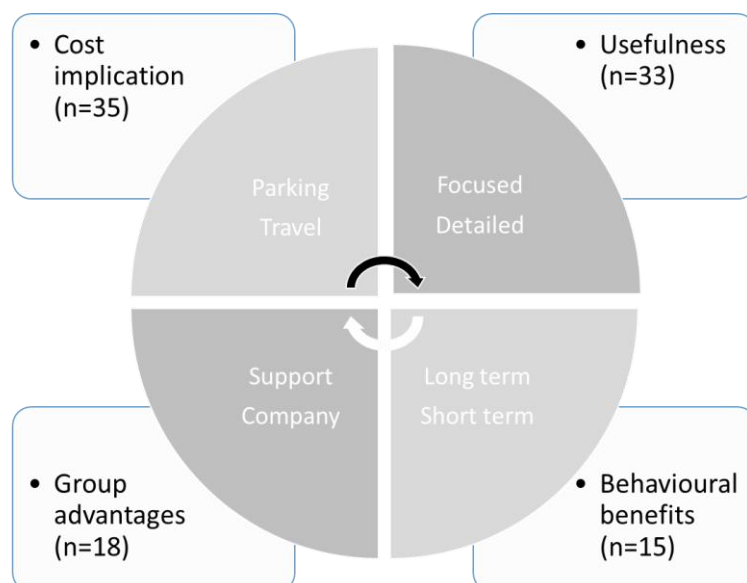 • Cost
implication
(n=35)
• Usefulness
(n=33)
Parking
Travel
Focused
Detailed
Support
Company
Long term
Short term
• Group
advantages
(n=18)
• Behavioural
benefits
(n=15)